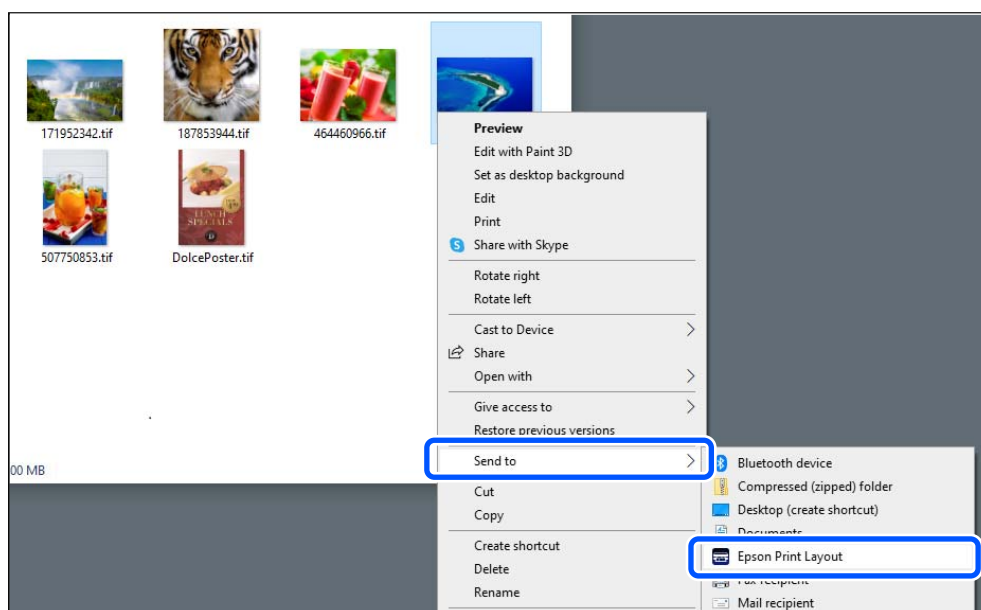 171952342.tif
187853944.tif
464460966.tif
507750853.tif
LUNCH
SPECIALS
DolcePoster.tif
00 MB
Preview
Edit with Paint 3D
Set as desktop background
Edit
Print
Share with Skype
Rotate right
Rotate left
Cast to Device
Share
Open with
Give access to
Restore previous versions
Send to
Cut
Copy
Create shortcut
Delete
Rename
Bluetooth device
Compressed (zipped) folder
Desktop (create shortcut)
Documents
Epson Print Layout
Fax recipient
Mail recipient